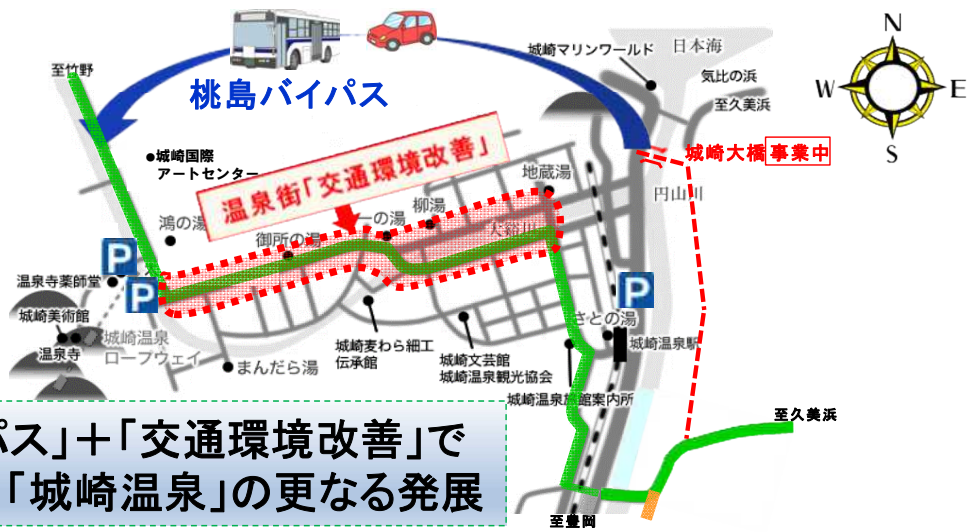 城崎マリンワールド
日本海
N
至竹野
気比の浜
至久美浜
W
E
桃島バイパス
S
●城崎国際
アートセンター
城崎大橋 事業中
温泉街「交通環境改善」
地蔵湯
円山川
柳湯
一の湯
鴻の湯
御所の湯
大谿川
P
温泉寺薬師堂
P
P
城崎美術館
さとの湯
城崎温泉
ロープウェイ
温泉寺
城崎麦わら細工
伝承館
城崎文芸館
城崎温泉観光協会
城崎温泉駅
まんだら湯
城崎温泉旅館案内所
至久美浜
パス」＋「交通環境改善」で
「城崎温泉」の更なる発展
至豊岡